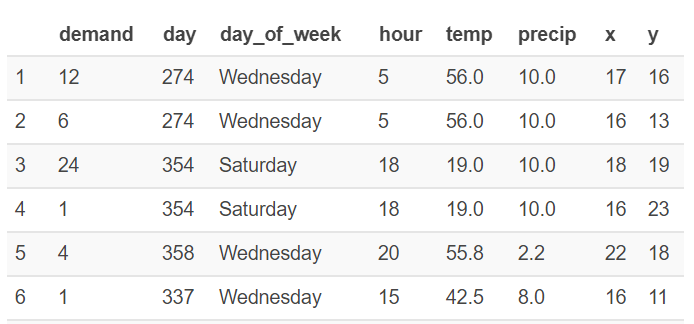 demand day day_of_week hour temp precip x y
1 12 274 Wednesday 5 56.0 10.0 17 16
2 6 274 Wednesday 5 56.0 10.0 16 13
3 24 354 Saturday 18 19.0 10.0 18 19
4 1 354 Saturday 18 19.0 10.0 16 23
5 4 358 Wednesday 20 55.8 2.2 22 18
6 1 337 Wednesday 15 42.5 8.0 16 11